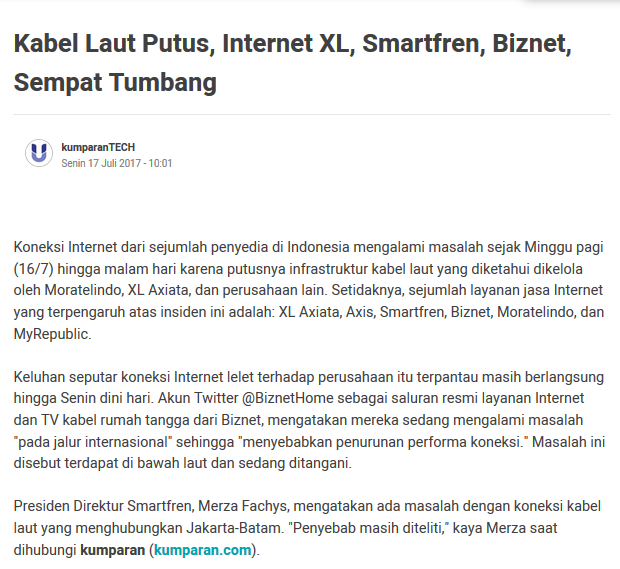 Kabel Laut Putus, Internet XL, Smartfren, Biznet,
Sempat Tumbang
kumparanTECH
Senin 17 Juli 2017 - 10:01
Koneksi Internet dari sejumlah penyedia di Indonesia mengalami masalah sejak Minggu pagi
(16/7) hingga malam hari karena putusnya infrastruktur kabel laut yang diketahui dikelola
oleh Moratelindo, XL Axiata, dan perusahaan lain. Setidaknya, sejumlah layanan jasa Internet
yang terpengaruh atas insiden ini adalah: XL Axiata, Axis, Smartfren, Biznet, Moratelindo, dan
MyRepublic.
Keluhan seputar koneksi Internet lelet terhadap perusahaan itu terpantau masih berlangsung
hingga Senin dini hari. Akun Twitter @BiznetHome sebagai saluran resmi layanan Internet
dan TV kabel rumah tangga dari Biznet, mengatakan mereka sedang mengalami masalah
"pada jalur internasional" sehingga "menyebabkan penurunan performa koneksi." Masalah ini
disebut terdapat di bawah laut dan sedang ditangani.
Presiden Direktur Smartfren, Merza Fachys, mengatakan ada masalah dengan koneksi kabel
laut yang menghubungkan Jakarta-Batam. "Penyebab masih diteliti," kaya Merza saat
dihubungi kumparan (kumparan.com).